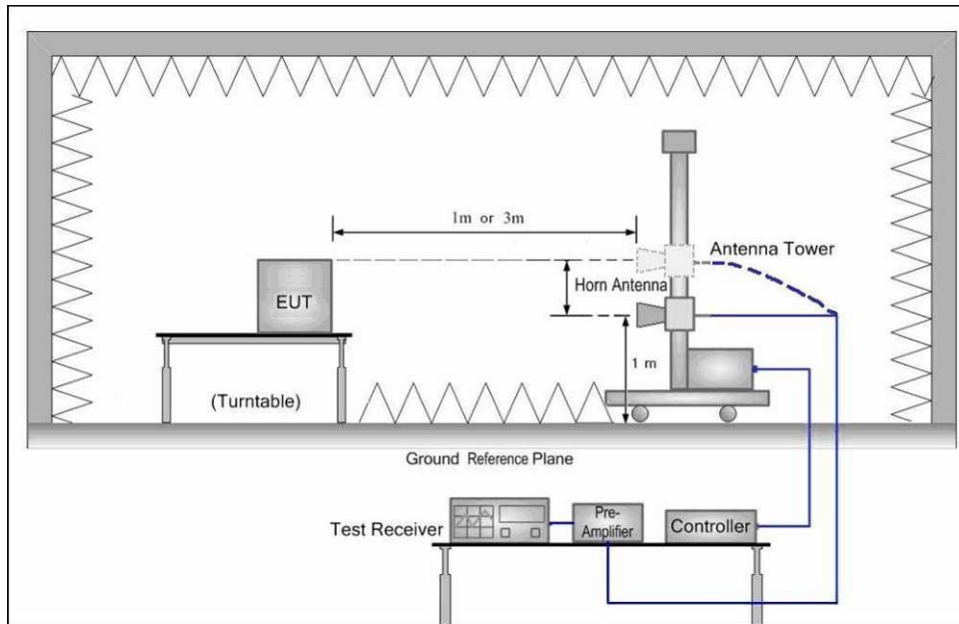 1m or 3m
Antenna Tower
Horn Antenna
EUT
1 m
(Turntable)
Ground Reference Plane
Test Receiver
Pre-
Amplifier
Controller